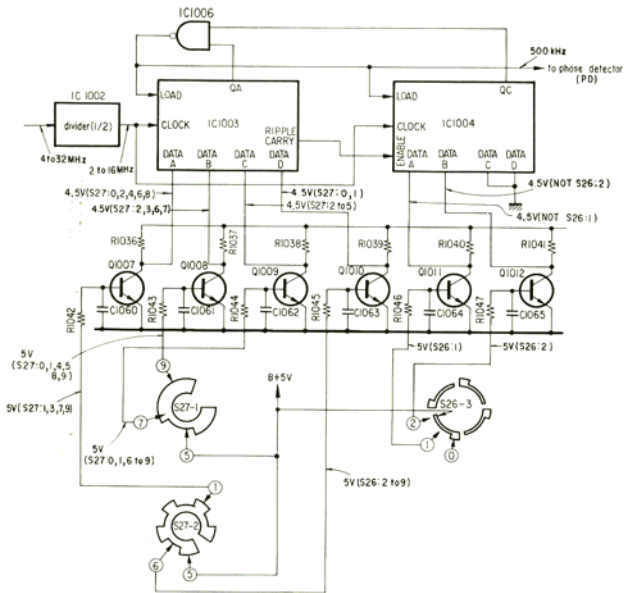 IC1006
500 kHz
to phase detector
(PD)
QA
QC
LOAD
LOAD
IC 1002
IC1003
IC1004
divider(1/2)
CLOCK
RIPPLE
CARRY
CLOCK
ENABLE
4 to 32MHz
2 to 16MHz
DATA
A
DATA
B
DATA
C
DATA
D
DATA
A
DATA
B
DATA
C
DATA
D
4.5V(S27:0,2,4,6,8)
4.5V(S27:0,1)
4.5V(NOT S26:2)
4.5V(S27:2,3,6,7)
4.5V(S27:2 to 5)
4.5V(NOT S26:1)
R1036
R1037
R1038
R1039
R1040
R1041
Q1007
Q1008
Q1009
Q1010
Q1011
Q1012
R1042
C1060
R1043
C1061
R1044
C1062
R1045
C1063
R1046
C1064
R1047
C1065
5V
(S27:0,1,4,5
8,9)
5V(S26:1)
5V(S26:2)
9
B+5V
5V(S27:1,3,7,9)
7
S27-1
2
S26-3
5V
(S27:0,1,6 to 9)
5
1
0
5V(S26:2 to 9)
1
S27-2
6
5